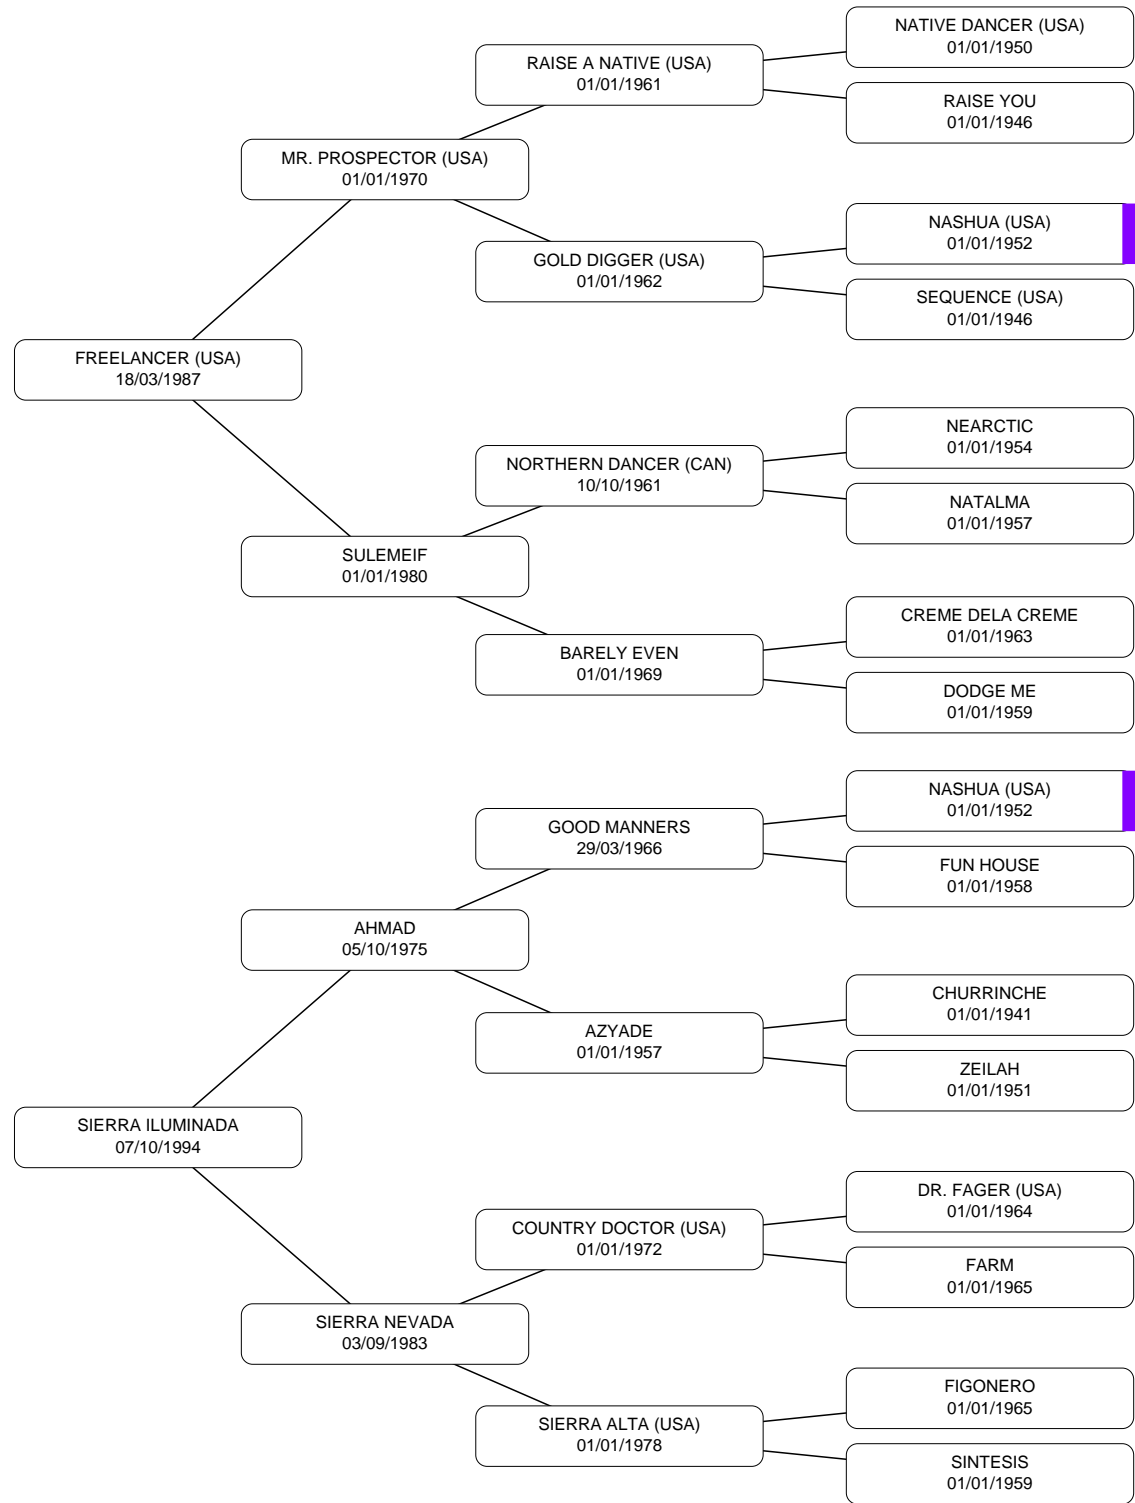 NATIVE DANCER (USA)
01/01/1950
RAISE A NATIVE (USA)
01/01/1961
RAISE YOU
01/01/1946
MR. PROSPECTOR (USA)
01/01/1970
NASHUA (USA)
01/01/1952
GOLD DIGGER (USA)
01/01/1962
SEQUENCE (USA)
01/01/1946
FREELANCER (USA)
18/03/1987
NEARCTIC
01/01/1954
NORTHERN DANCER (CAN)
10/10/1961
NATALMA
01/01/1957
SULEMEIF
01/01/1980
CREME DELA CREME
01/01/1963
BARELY EVEN
01/01/1969
DODGE ME
01/01/1959
NASHUA (USA)
01/01/1952
GOOD MANNERS
29/03/1966
FUN HOUSE
01/01/1958
AHMAD
05/10/1975
CHURRINCHE
01/01/1941
AZYADE
01/01/1957
ZEILAH
01/01/1951
SIERRA ILUMINADA
07/10/1994
DR. FAGER (USA)
01/01/1964
COUNTRY DOCTOR (USA)
01/01/1972
FARM
01/01/1965
SIERRA NEVADA
03/09/1983
FIGONERO
01/01/1965
SIERRA ALTA (USA)
01/01/1978
SINTESIS
01/01/1959